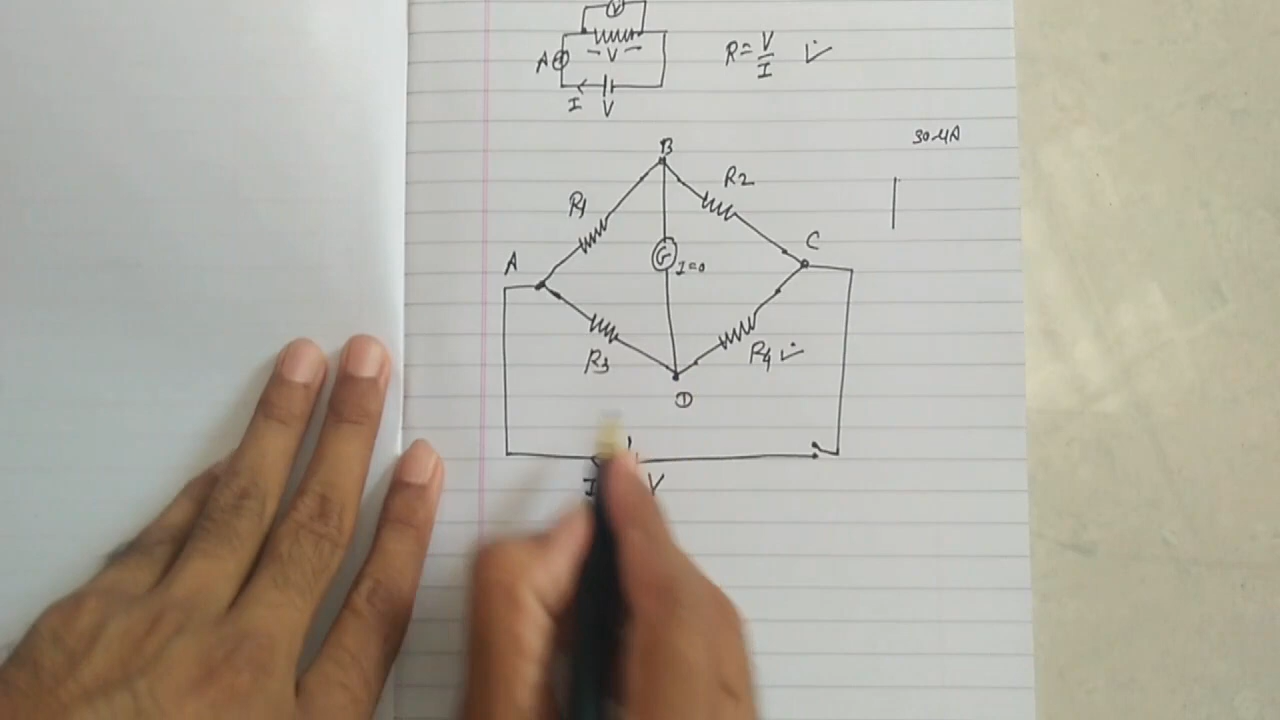 V
A
V
R = V/I
I
V
30 μA
B
R1
R2
G
I=0
C
A
R3
R4
D
I
V